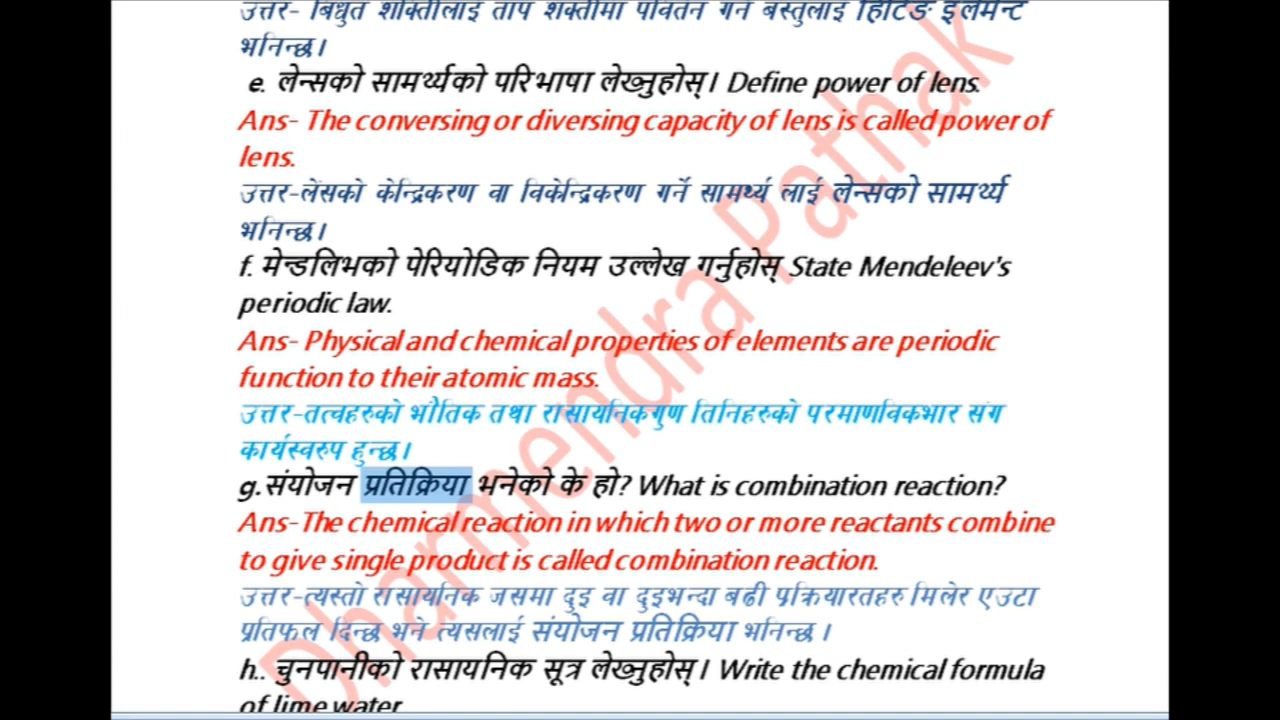 उत्तर- बिधुत शक्तीलाई ताप शक्तीमा पविर्तन गर्ने बस्तुलाई हिटिङ इलेमेन्ट
भनिन्छ।
e. लेन्सको सामर्थ्यको परिभाषा लेख्नुहोस्। Define power of lens.
Ans- The conversing or diversing capacity of lens is called power of
lens.
उत्तर-लेंसको केन्द्रिकरण वा विकेन्द्रिकरण गर्ने सामर्थ्य लाई लेन्सको सामर्थ्य
भनिन्छ।
f. मेन्डलिभको पेरियोडिक नियम उल्लेख गर्नुहोस् State Mendeleev's
periodic law.
Ans- Physical and chemical properties of elements are periodic
function to their atomic mass.
उत्तर-तत्वहरुको भौतिक तथा रासायनिकगुण तिनिहरुको परमाणविकभार संग
कार्यस्वरुप हुन्छ।
g.संयोजन प्रतिक्रिया भनेको के हो? What is combination reaction?
Ans-The chemical reaction in which two or more reactants combine
to give single product is called combination reaction.
उत्तर-त्यस्तो रासायनिक जसमा दुइ वा दुइभन्दा बढी प्रक्रियारतहरु मिलेर एउटा
प्रतिफल दिन्छ भने त्यसलाई संयोजन प्रतिक्रिया भनिन्छ ।
h.. चुनपानीको रासायनिक सूत्र लेख्नुहोस्। Write the chemical formula
of lime water
Dharmendra Pathak